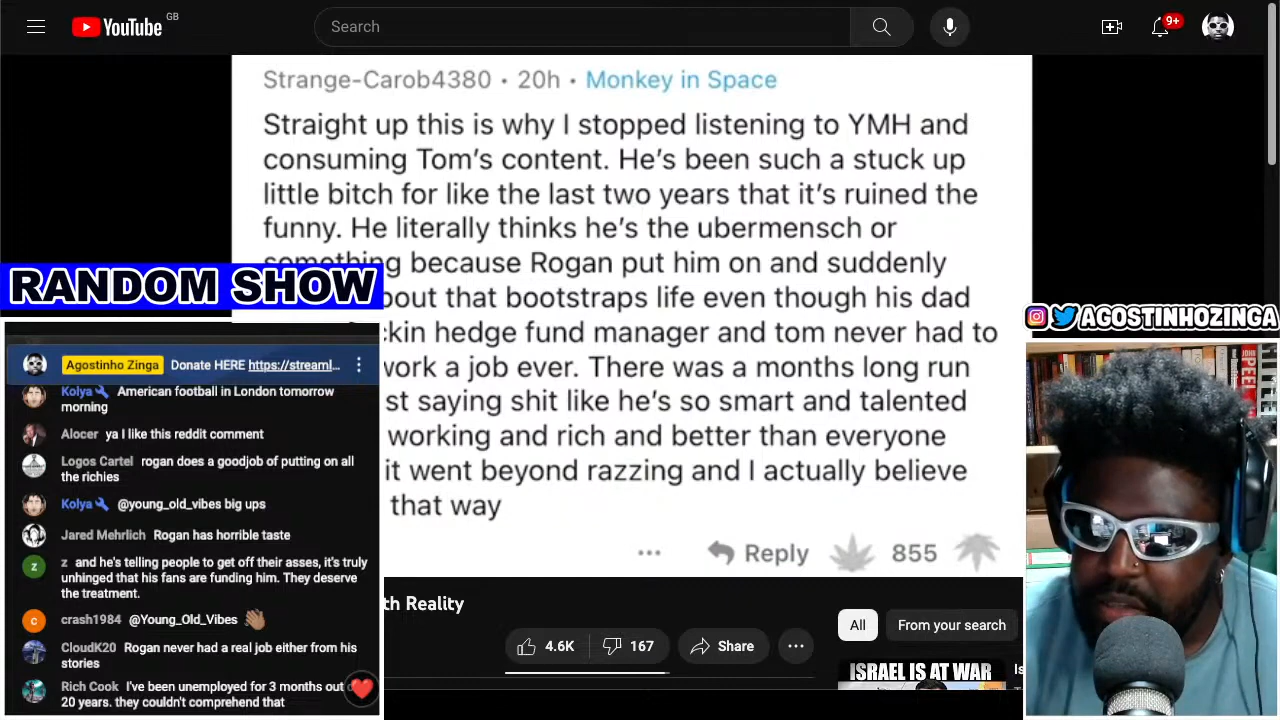 YouTube GB
Search
9+
Strange-Carob4380 • 20h • Monkey in Space
Straight up this is why I stopped listening to YMH and
consuming Tom's content. He's been such a stuck up
little bitch for like the last two years that it's ruined the
funny. He literally thinks he's the ubermensch or
something because Rogan put him on and suddenly
bout that bootstraps life even though his dad
ckin hedge fund manager and tom never had to
work a job ever. There was a months long run
st saying shit like he's so smart and talented
working and rich and better than everyone
it went beyond razzing and I actually believe
that way
Reply
855
RANDOM SHOW
@AGOSTINHOZINGA
Agostinho Zinga Donate HERE https://streaml...
Kolya American football in London tomorrow
morning
Alocer ya I like this reddit comment
Logos Cartel rogan does a goodjob of putting on all
the richies
Kolya @young_old_vibes big ups
Jared Mehrlich Rogan has horrible taste
z and he's telling people to get off their asses, it's truly
unhinged that his fans are funding him. They deserve
the treatment.
crash1984 @Young_Old_Vibes
CloudK20 Rogan never had a real job either from his
stories
Rich Cook I've been unemployed for 3 months out
20 years. they couldn't comprehend that
th Reality
4.6K
167
Share
All
From your search
ISRAEL IS AT WAR
Is
JOHN
PEEL